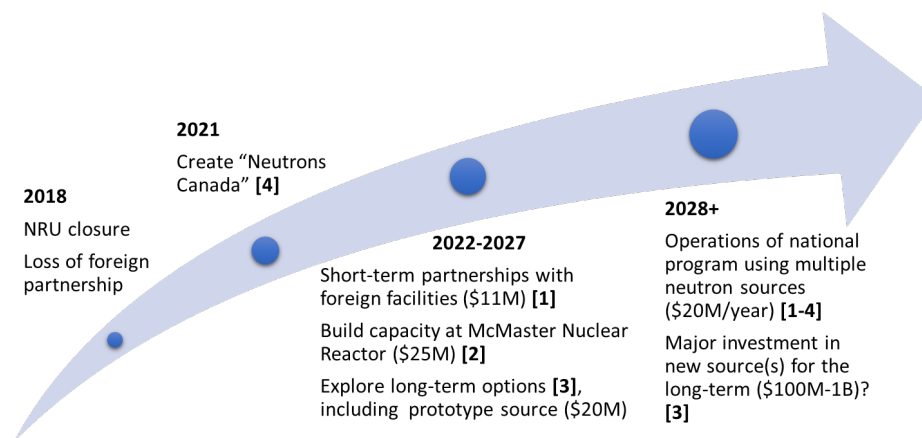 2018
NRU closure
Loss of foreign
partnership
2021
Create “Neutrons
Canada” [4]
2022-2027
Short-term partnerships with
foreign facilities ($11M) [1]
Build capacity at McMaster Nuclear
Reactor ($25M) [2]
Explore long-term options [3],
including prototype source ($20M)
2028+
Operations of national
program using multiple
neutron sources
($20M/year) [1-4]
Major investment in
new source(s) for the
long-term ($100M-1B)?
[3]